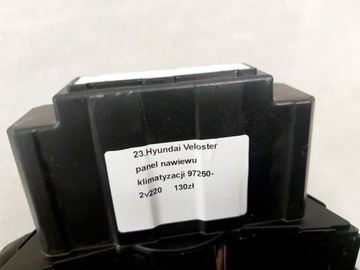 23.Hyundai Veloster
panel nawiewu
klimatyzacji 97250-
2v220 130zł